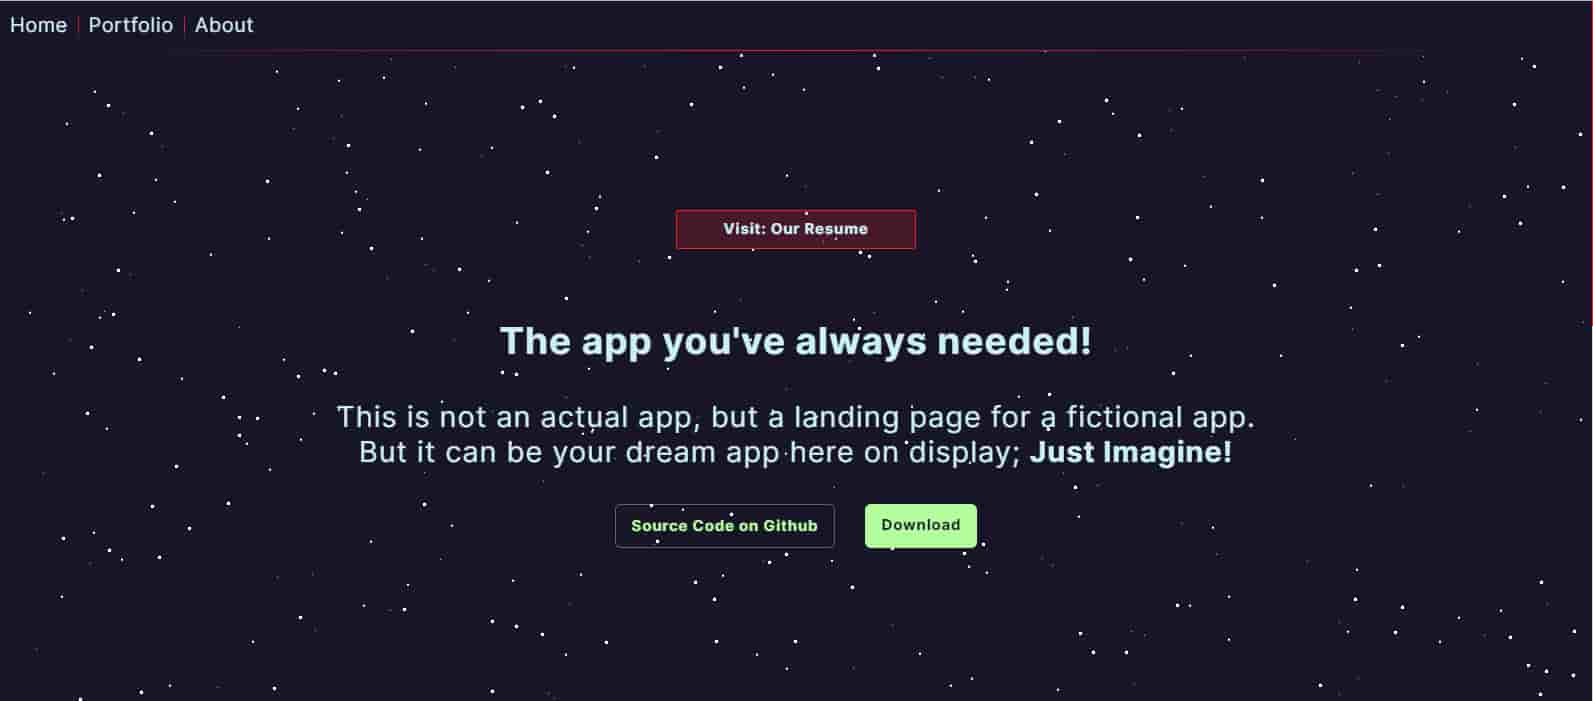 Home | Portfolio | About
Visit: Our Resume
The app you've always needed!
This is not an actual app, but a landing page for a fictional app.
But it can be your dream app here on display; Just Imagine!
Source Code on Github Download